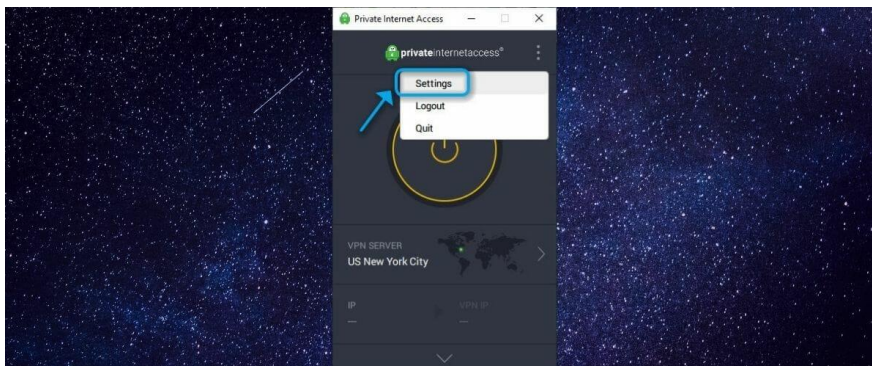 Private Internet Access
privateinternetaccess®
Settings
Logout
Quit
VPN SERVER
US New York City
IP
VPN IP
---
---